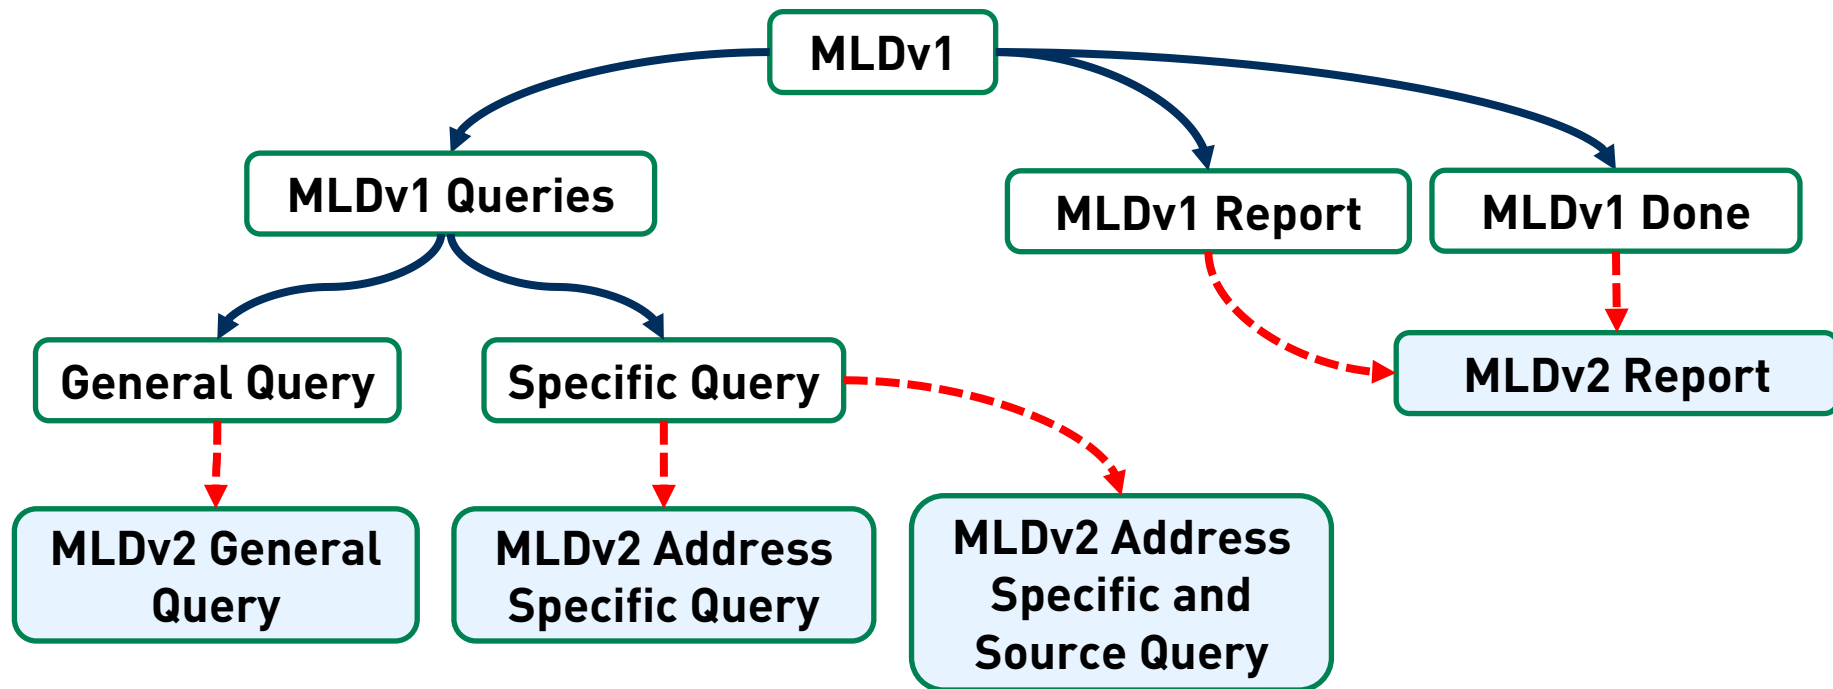 MLDv1
MLDv1 Queries
MLDv1 Report
MLDv1 Done
General Query
Specific Query
MLDv2 Report
MLDv2 General
Query
MLDv2 Address
Specific Query
MLDv2 Address
Specific and
Source Query